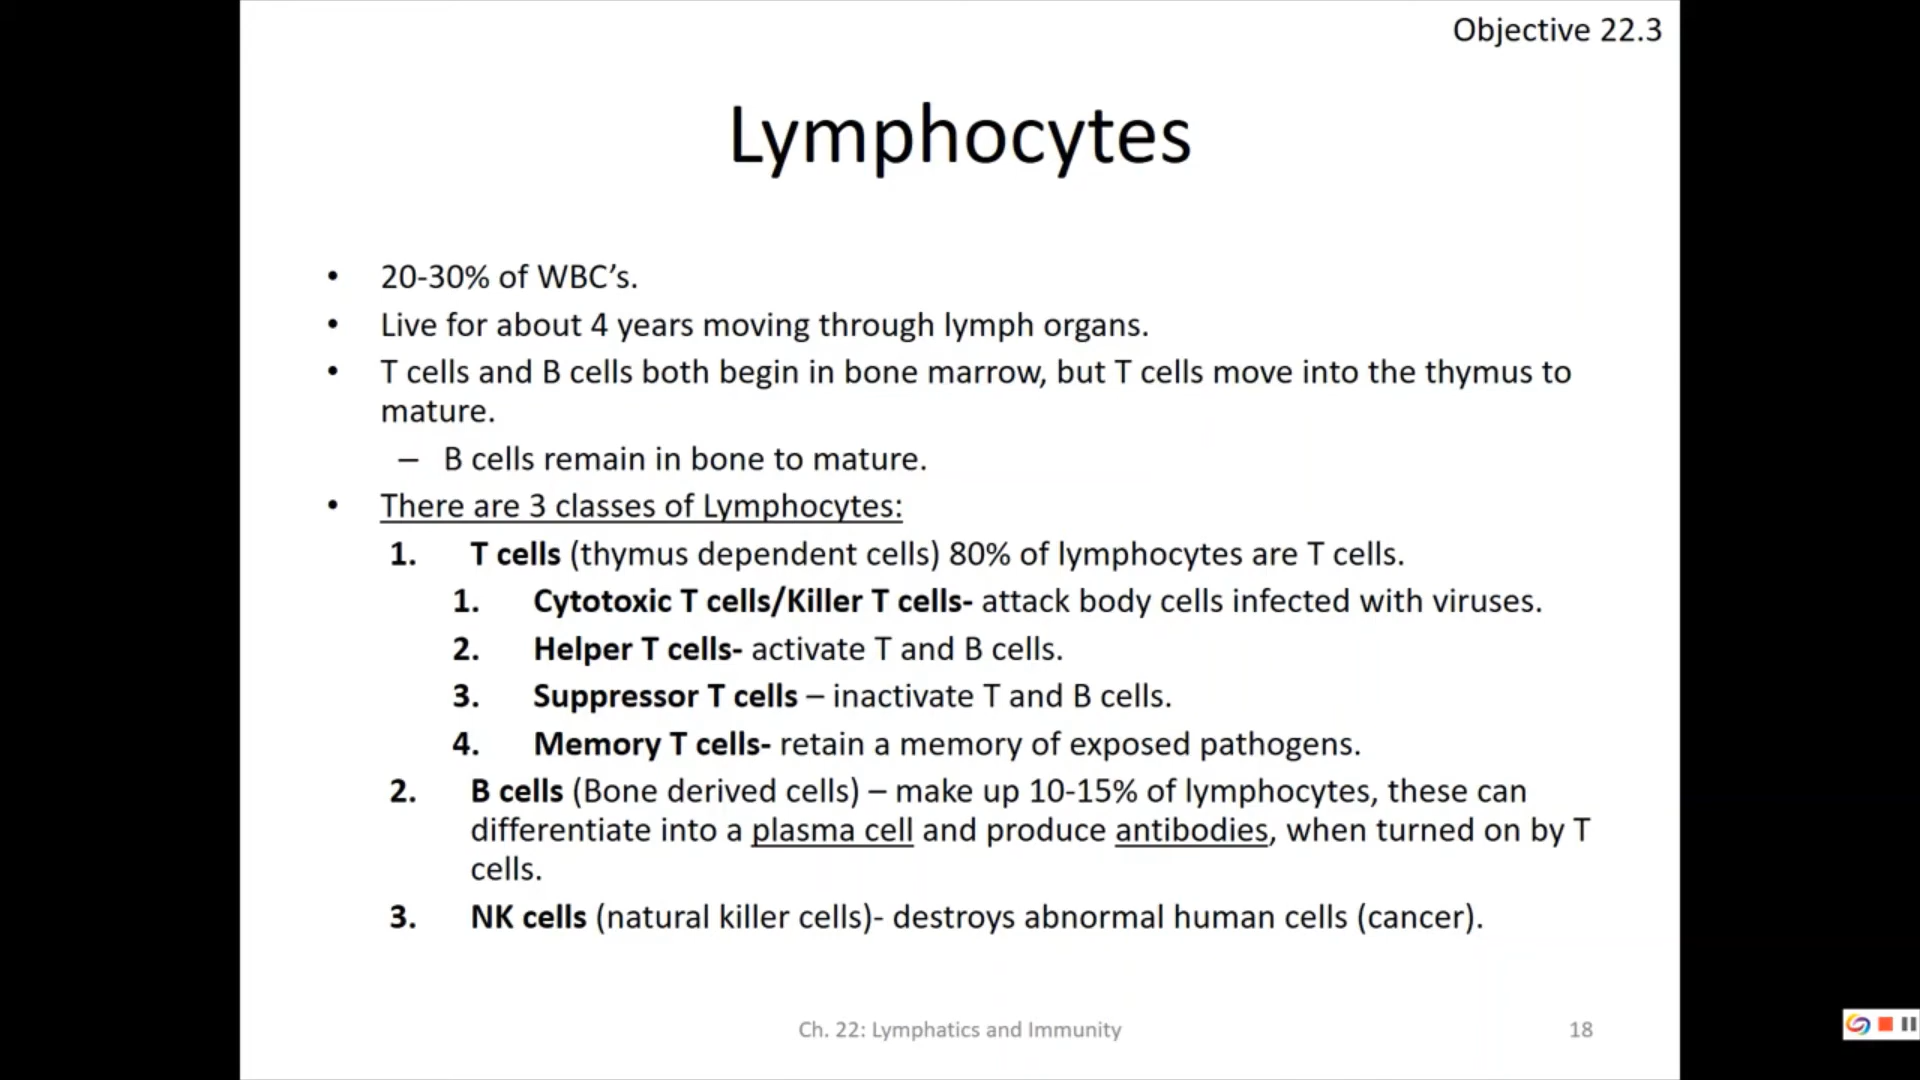 Objective 22.3
Lymphocytes
• 20-30% of WBC’s.
• Live for about 4 years moving through lymph organs.
• T cells and B cells both begin in bone marrow, but T cells move into the thymus to
mature.
– B cells remain in bone to mature.
• There are 3 classes of Lymphocytes:
1. T cells (thymus dependent cells) 80% of lymphocytes are T cells.
1. Cytotoxic T cells/Killer T cells- attack body cells infected with viruses.
2. Helper T cells- activate T and B cells.
3. Suppressor T cells – inactivate T and B cells.
4. Memory T cells- retain a memory of exposed pathogens.
2. B cells (Bone derived cells) – make up 10-15% of lymphocytes, these can
differentiate into a plasma cell and produce antibodies, when turned on by T
cells.
3. NK cells (natural killer cells)- destroys abnormal human cells (cancer).
Ch. 22: Lymphatics and Immunity
18